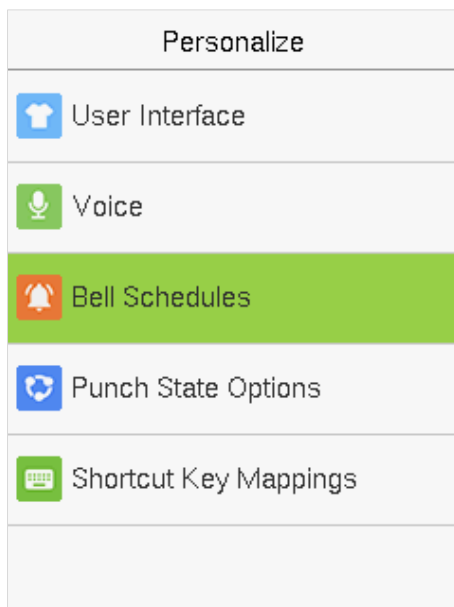 Personalize
User Interface
Voice
Bell Schedules
Punch State Options
Shortcut Key Mappings